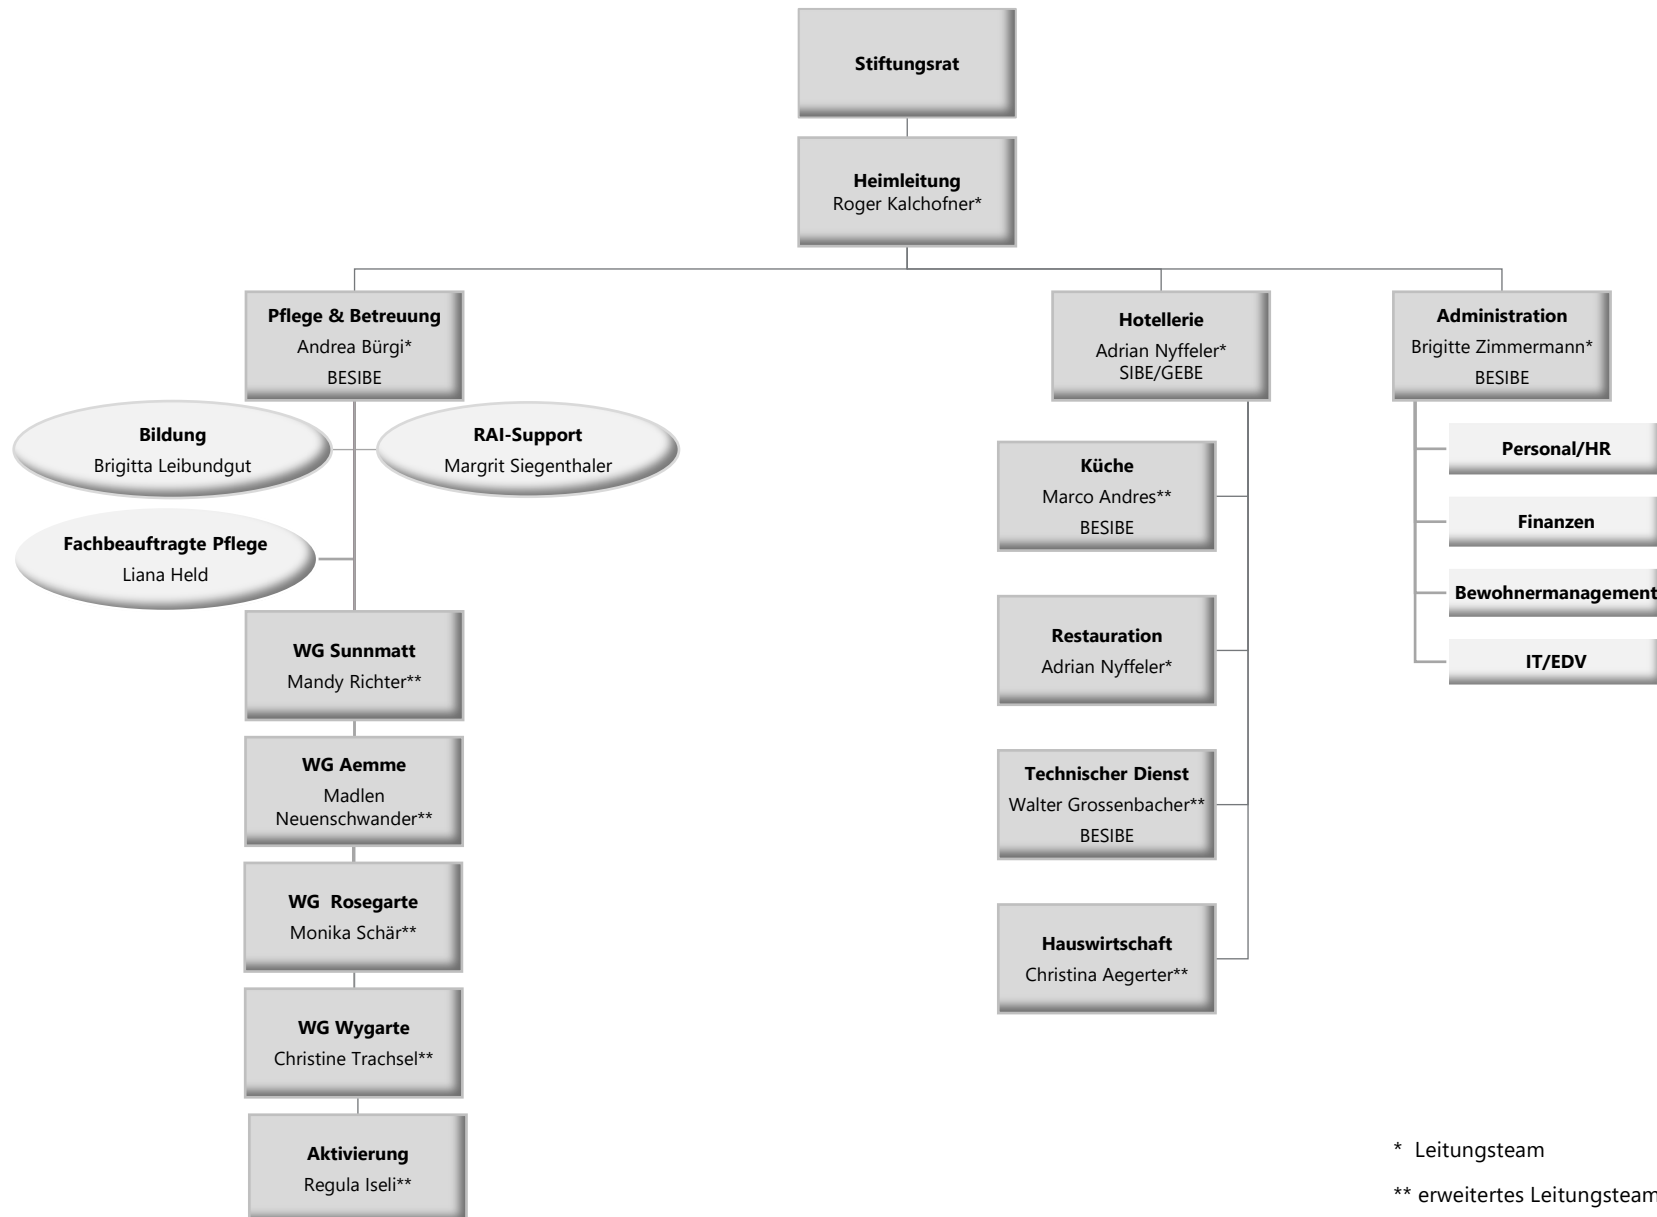 Stiftungsrat
Heimleitung
Roger Kalchofner*
Pflege & Betreuung
Andrea Bürgi*
BESIBE
Hotellerie
Adrian Nyffeler*
SIBE/GEBE
Administration
Brigitte Zimmermann*
BESIBE
Bildung
Brigitta Leibundgut
RAI-Support
Margrit Siegenthaler
Fachbeauftragte Pflege
Liana Held
WG Sunnmatt
Mandy Richter**
WG Aemme
Madlen
Neuenschwander**
WG Rosegarte
Monika Schär**
WG Wygarte
Christine Trachsel**
Aktivierung
Regula Iseli**
Küche
Marco Andres**
BESIBE
Restauration
Adrian Nyffeler*
Technischer Dienst
Walter Grossenbacher**
BESIBE
Hauswirtschaft
Christina Aegerter**
Personal/HR
Finanzen
Bewohnermanagement
IT/EDV
* Leitungsteam
** erweitertes Leitungsteam